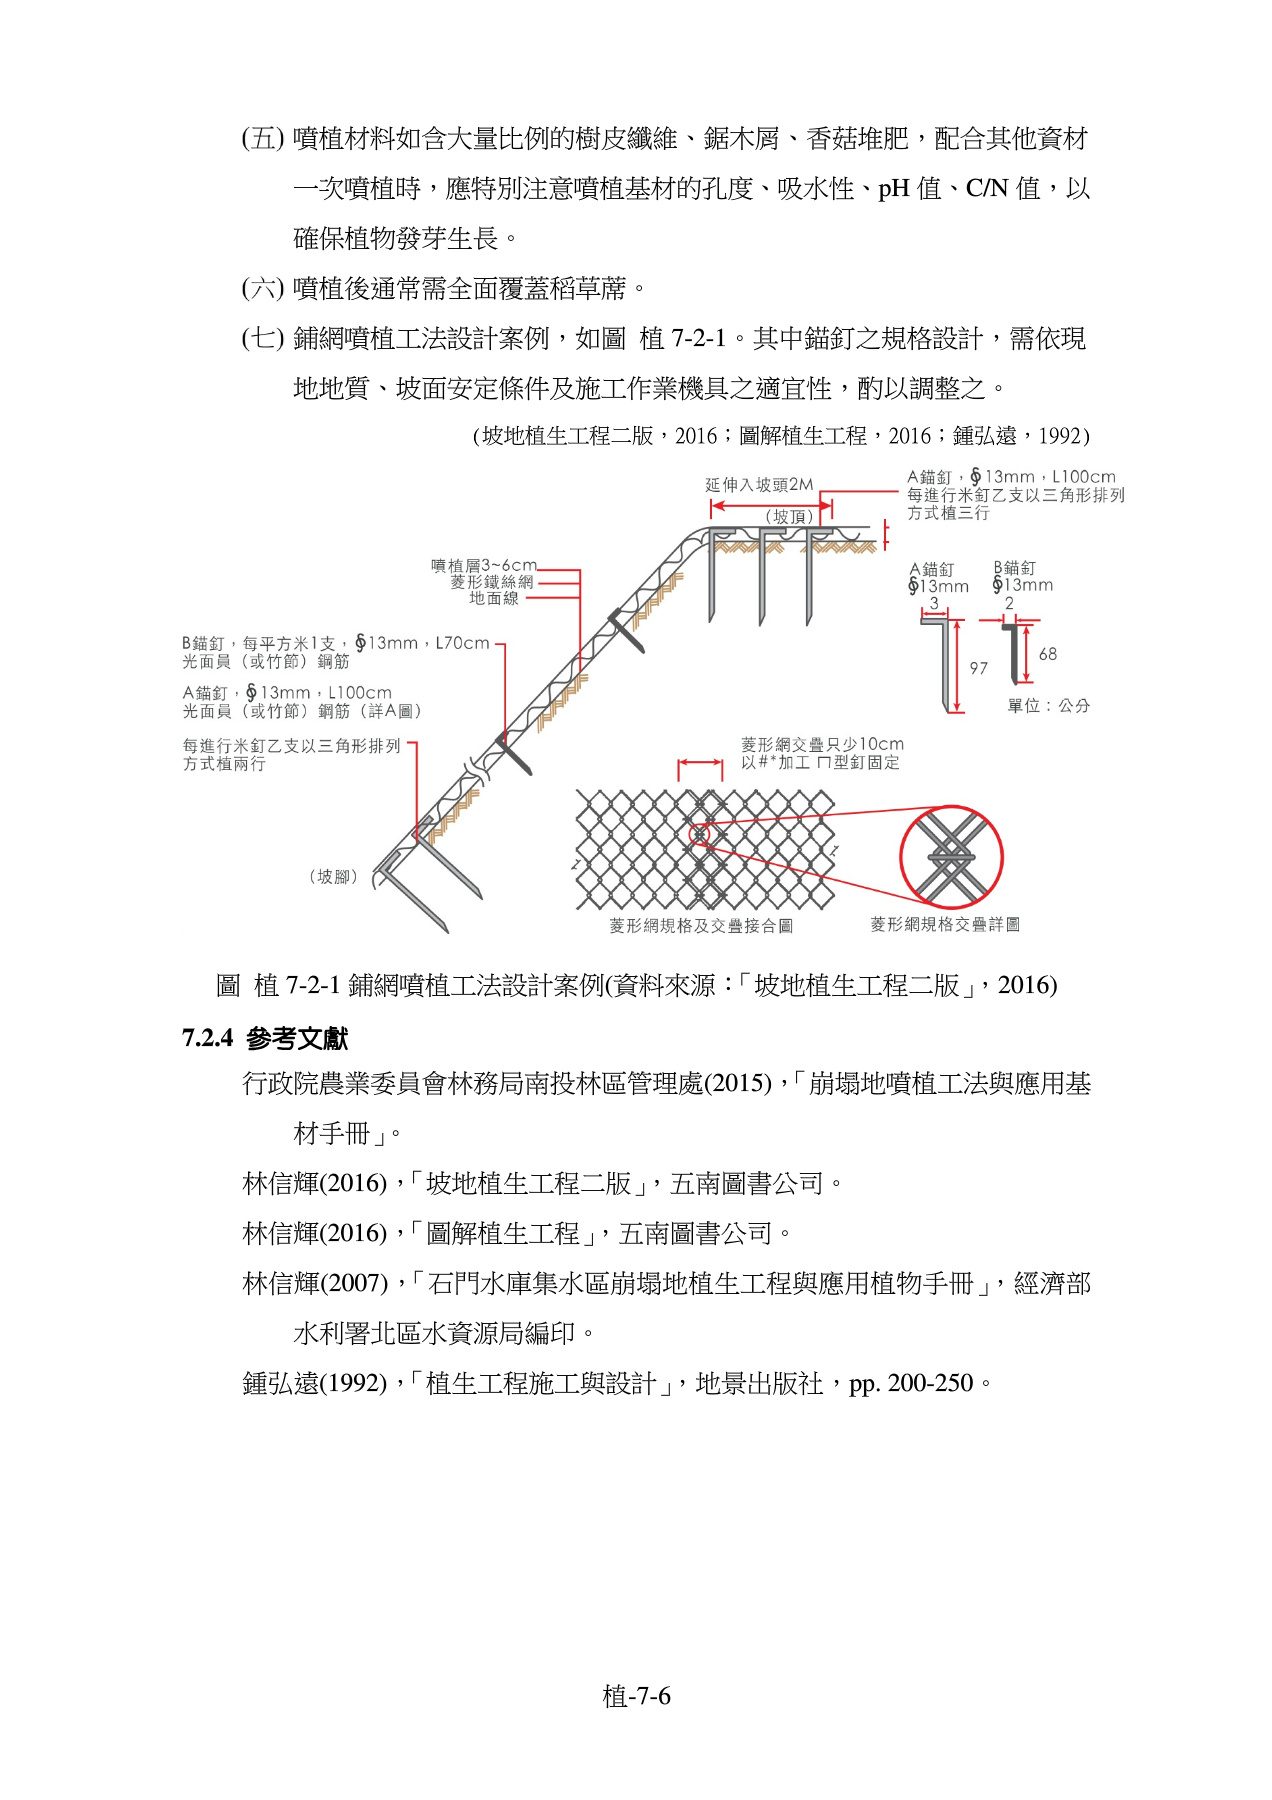 (五) 噴植材料如含大量比例的樹皮纖維、鋸木屑、香菇堆肥，配合其他資材
一次噴植時，應特別注意噴植基材的孔度、吸水性、pH 值、C/N 值，以
確保植物發芽生長。
(六) 噴植後通常需全面覆蓋稻草蓆。
(七) 鋪網噴植工法設計案例，如圖 植 7-2-1。其中錨釘之規格設計，需依現
地地質、坡面安定條件及施工作業機具之適宜性，酌以調整之。
(坡地植生工程二版，2016；圖解植生工程，2016；鍾弘遠，1992)
延伸入坡頭2M
（坡頂）
A錨釘，∮13mm，L100cm
每進行米釘乙支以三角形排列
方式植三行
噴植層3~6cm
菱形鐵絲網
地面線
A錨釘
∮13mm
3
97
B錨釘
∮13mm
2
68
單位：公分
B錨釘，每平方米1支，∮13mm，L70cm
光面員（或竹節）鋼筋
A錨釘，∮13mm，L100cm
光面員（或竹節）鋼筋（詳A圖）
每進行米釘乙支以三角形排列
方式植兩行
（坡腳）
菱形網交疊只少10cm
以#*加工 ㄇ型釘固定
菱形網規格及交疊接合圖
菱形網規格交疊詳圖
圖 植 7-2-1 鋪網噴植工法設計案例(資料來源：「坡地植生工程二版」，2016)
7.2.4 參考文獻
行政院農業委員會林務局南投林區管理處(2015)，「崩塌地噴植工法與應用基
材手冊」。
林信輝(2016)，「坡地植生工程二版」，五南圖書公司。
林信輝(2016)，「圖解植生工程」，五南圖書公司。
林信輝(2007)，「石門水庫集水區崩塌地植生工程與應用植物手冊」，經濟部
水利署北區水資源局編印。
鍾弘遠(1992)，「植生工程施工與設計」，地景出版社，pp. 200-250。
植-7-6